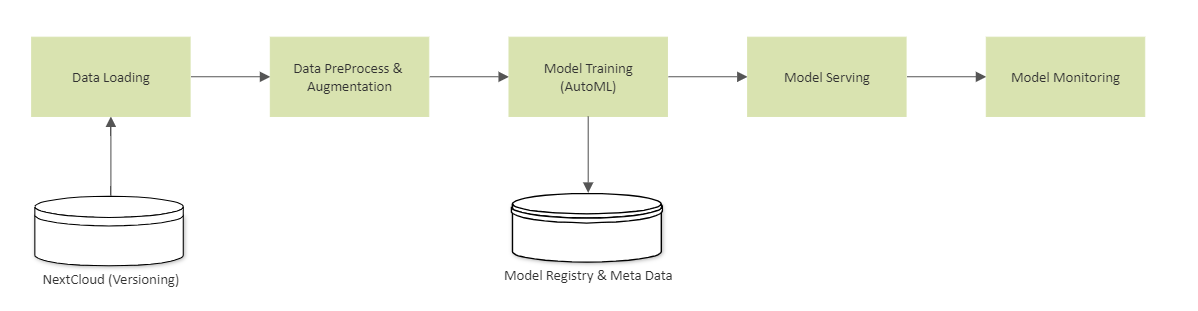 Data Loading
Data PreProcess &
Augmentation
Model Training
(AutoML)
Model Serving
Model Monitoring
NextCloud (Versioning)
Model Registry & Meta Data